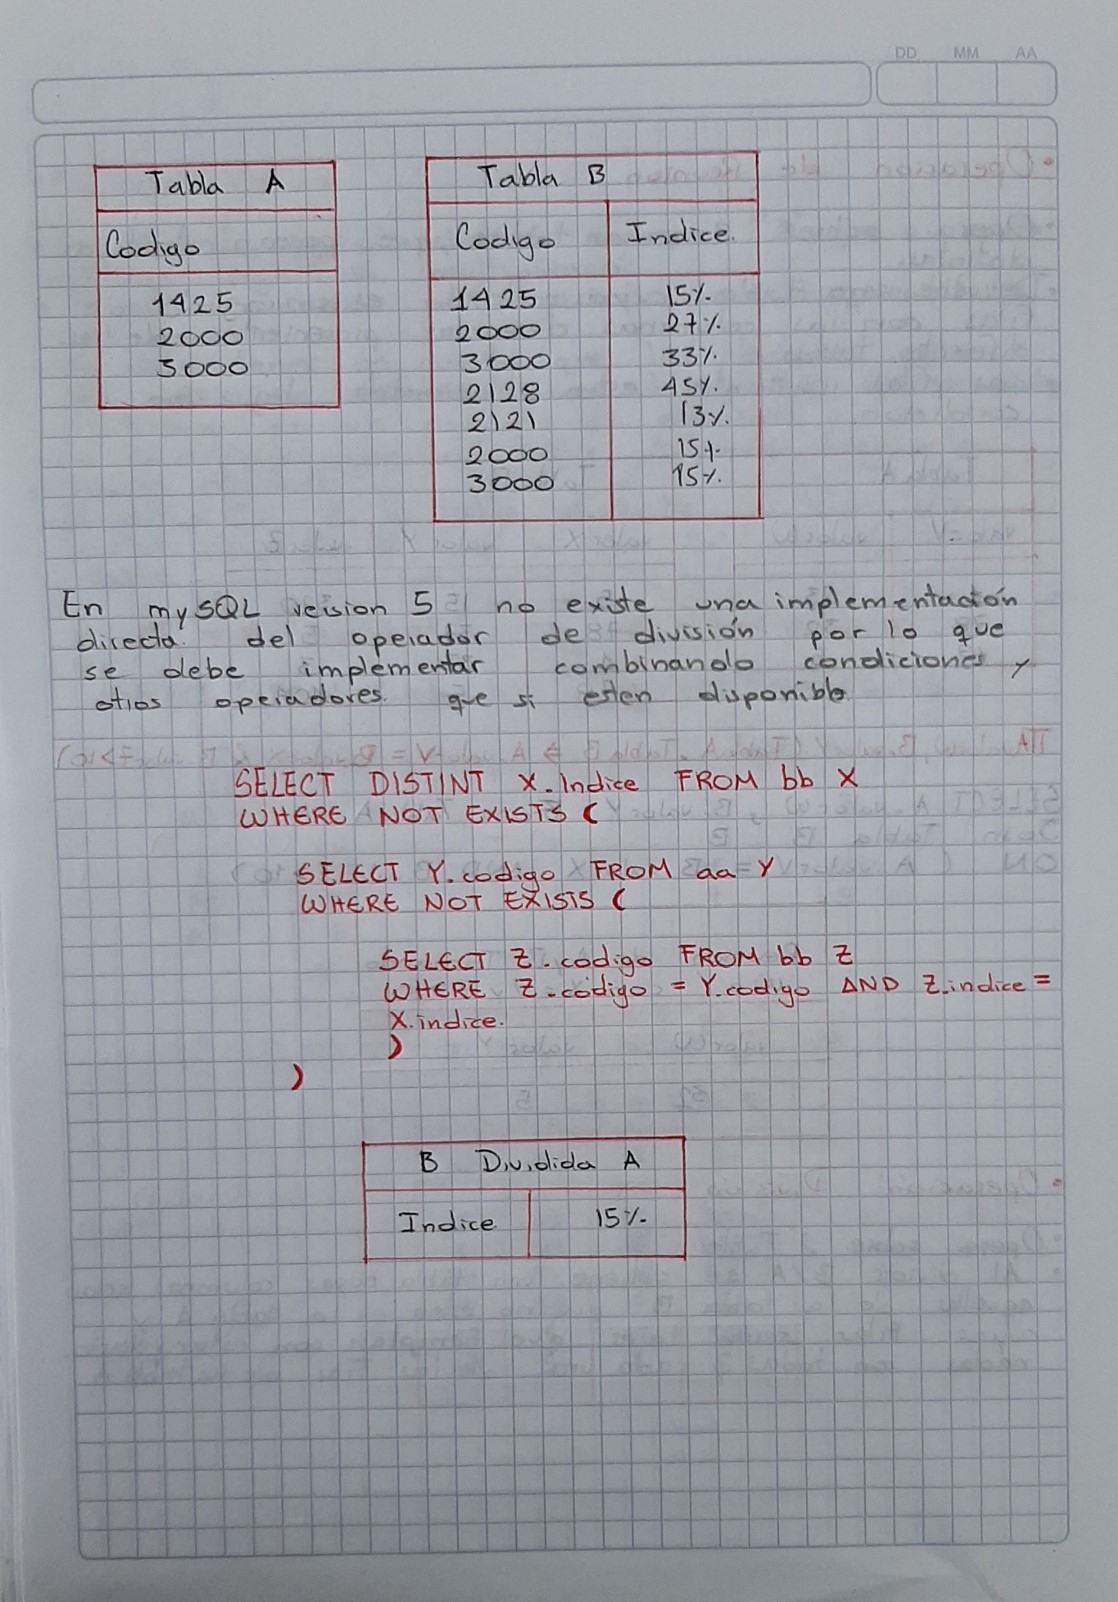 DD MM AA
Tabla A
Codigo
1425
2000
3000
Tabla B
Codigo Indice.
1425 15%
2000 27%
3000 33%
2128 45%
2121 13%
2000 15%
3000 15%
En mySQL version 5 no existe una implementación
directa. del operador de división por lo que
se debe implementar combinando condiciones y
otros operadores. que si esten disponible
SELECT DISTINT X.Indice FROM bb X
WHERE NOT EXISTS (
SELECT Y.codigo FROM aa Y
WHERE NOT EXISTS (
SELECT Z.codigo FROM bb Z
WHERE Z.codigo = Y.codigo AND Z.indice =
X.indice.
)
)
B Dividida A
Indice 15%